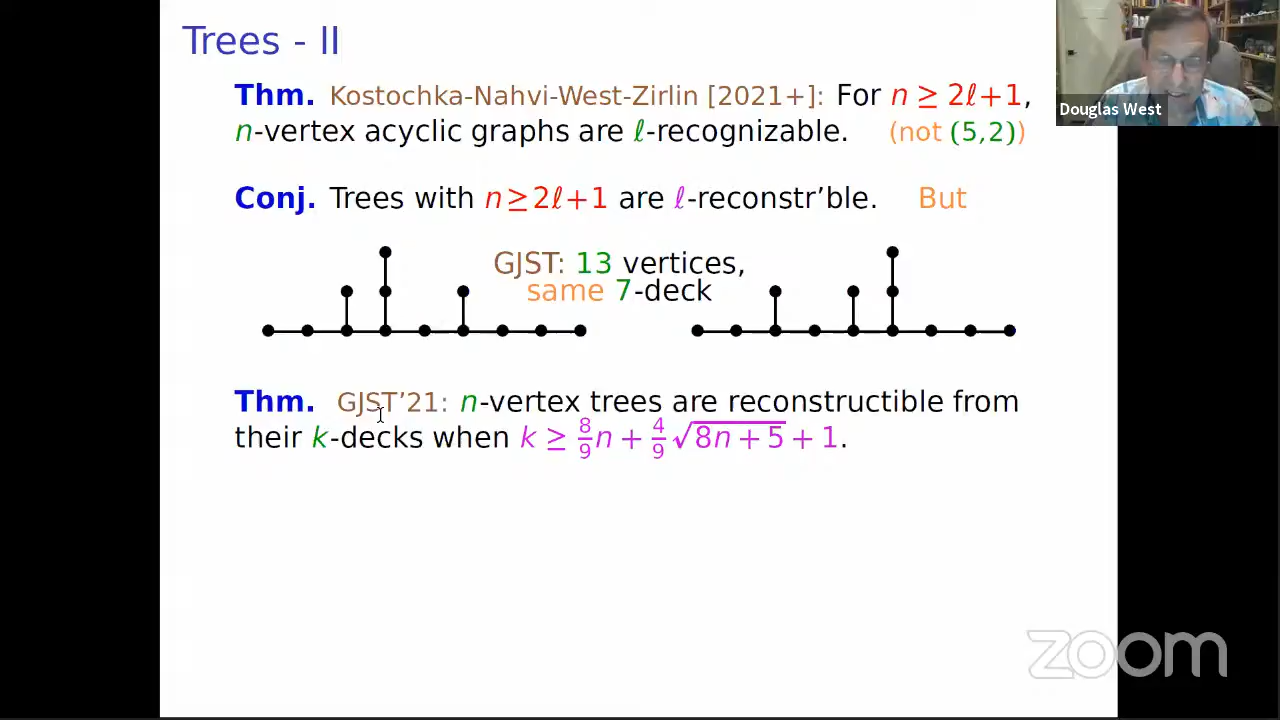 Trees - II
Thm. Kostochka-Nahvi-West-Zirlin [2021+]: For n ≥ 2ℓ+1,
n-vertex acyclic graphs are ℓ-recognizable. (not (5,2))
Conj. Trees with n≥2ℓ+1 are ℓ-reconstr’ble. But
GJST: 13 vertices,
same 7-deck
Thm. GJST’21: n-vertex trees are reconstructible from
their k-decks when k ≥ 8/9 n + 4/9 √(8n + 5) + 1.
Douglas West
zoom